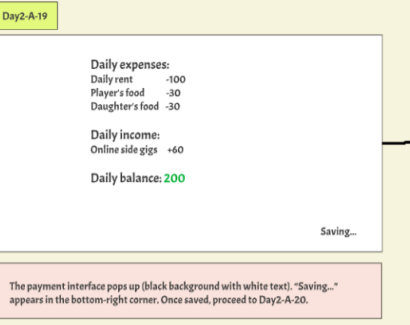 Day2-A-19
Daily expenses:
Daily rent -100
Player's food -30
Daughter's food -30
Daily income:
Online side gigs +60
Daily balance: 200
Saving...
The payment interface pops up (black background with white text). "Saving..."
appears in the bottom-right corner. Once saved, proceed to Day2-A-20.